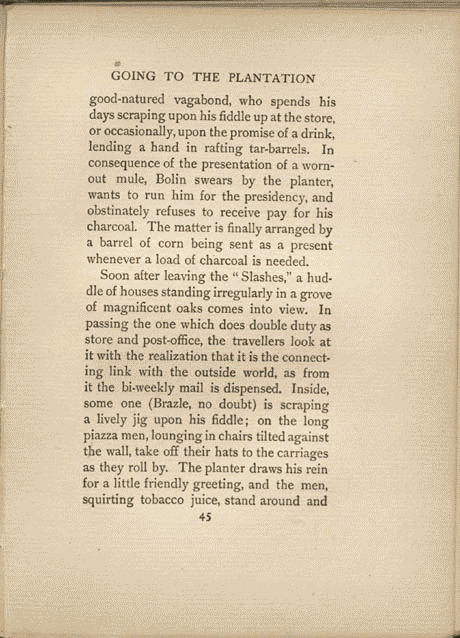 GOING TO THE PLANTATION
good-natured vagabond, who spends his
days scraping upon his fiddle up at the store,
or occasionally, upon the promise of a drink,
lending a hand in rafting tar-barrels. In
consequence of the presentation of a worn-
out mule, Bolin swears by the planter,
wants to run him for the presidency, and
obstinately refuses to receive pay for his
charcoal. The matter is finally arranged by
a barrel of corn being sent as a present
whenever a load of charcoal is needed.
Soon after leaving the “Slashes,” a hud-
dle of houses standing irregularly in a grove
of magnificent oaks comes into view. In
passing the one which does double duty as
store and post-office, the travellers look at
it with the realization that it is the connect-
ing link with the outside world, as from
it the bi-weekly mail is dispensed. Inside,
some one (Brazle, no doubt) is scraping
a lively jig upon his fiddle; on the long
piazza men, lounging in chairs tilted against
the wall, take off their hats to the carriages
as they roll by. The planter draws his rein
for a little friendly greeting, and the men,
squirting tobacco juice, stand around and
45